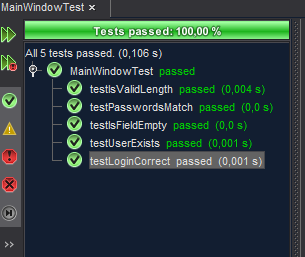 MainWindowTest ×
Tests passed: 100,00 %
All 5 tests passed. (0,106 s)
MainWindowTest passed
testIsValidLength passed (0,004 s)
testPasswordsMatch passed (0,0 s)
testIsFieldEmpty passed (0,0 s)
testUserExists passed (0,001 s)
testLoginCorrect passed (0,001 s)
>>